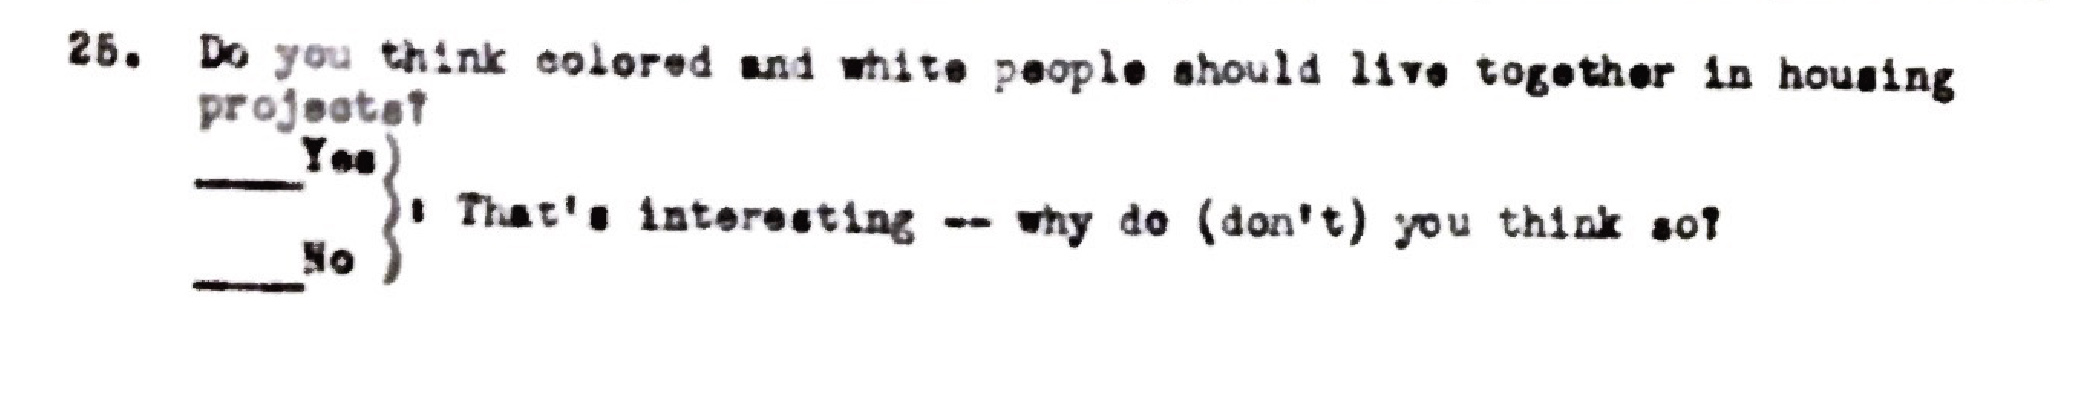 25. Do you think colored and white people should live together in housing
projects?
____Yes
: That's interesting -- why do (don't) you think so?
____No